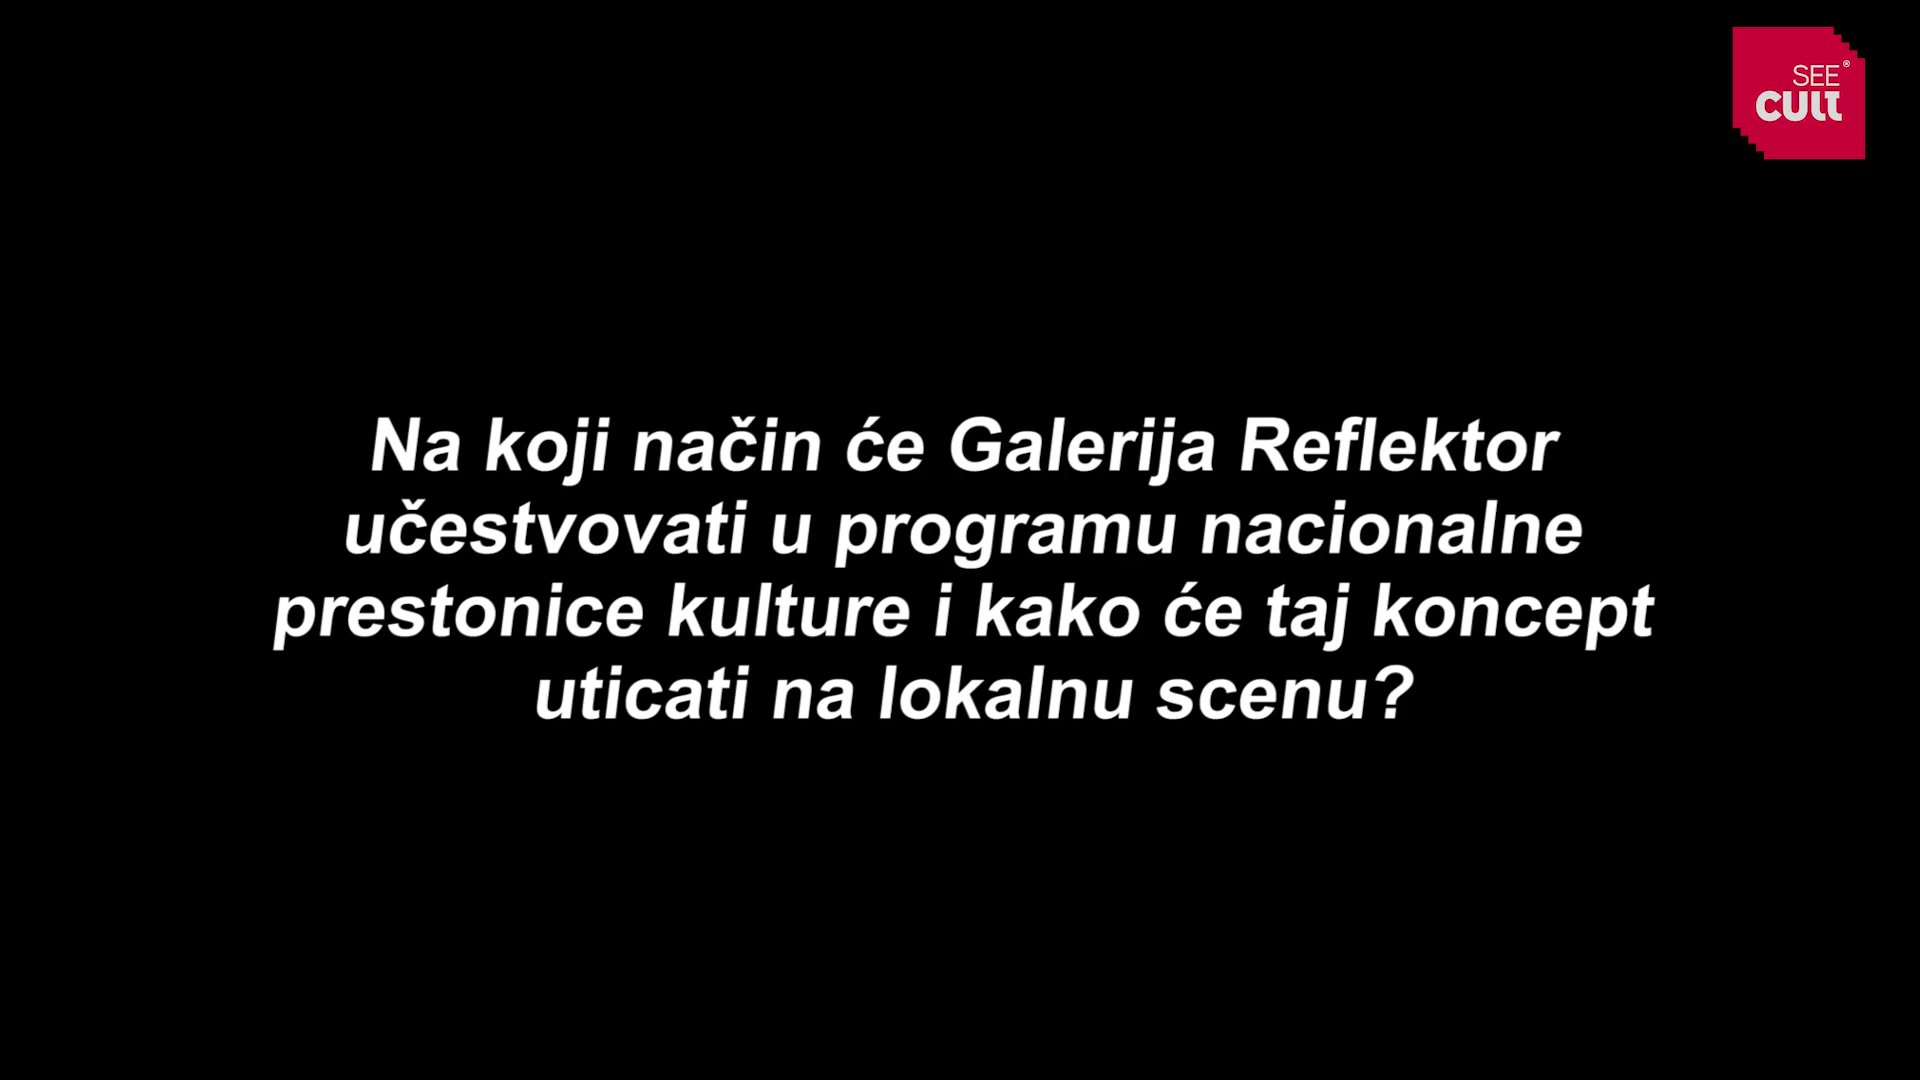 SEE®
CULT
Na koji način će Galerija Reflektor
učestvovati u programu nacionalne
prestonice kulture i kako će taj koncept
uticati na lokalnu scenu?